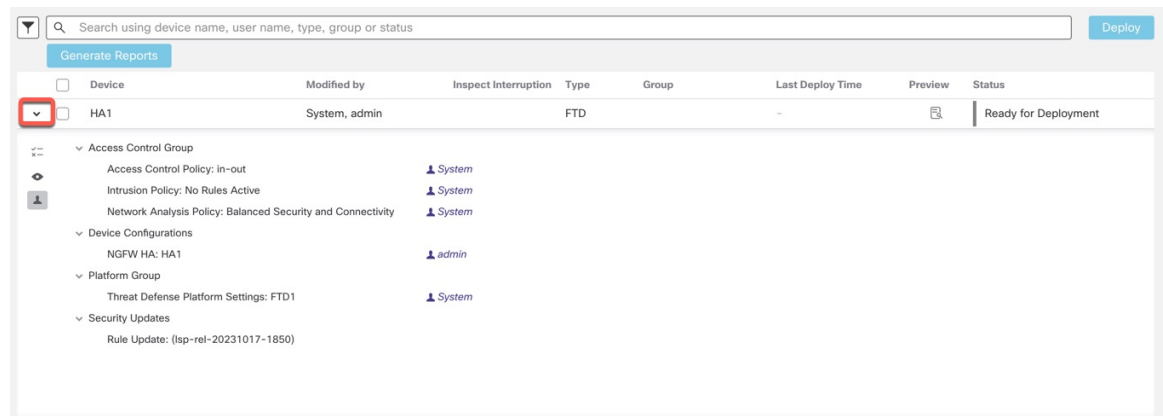 Search using device name, user name, type, group or status
Deploy
Generate Reports
Device Modified by Inspect Interruption Type Group Last Deploy Time Preview Status
HA1 System, admin FTD - Ready for Deployment
Access Control Group
Access Control Policy: in-out System
Intrusion Policy: No Rules Active System
Network Analysis Policy: Balanced Security and Connectivity System
Device Configurations
NGFW HA: HA1 admin
Platform Group
Threat Defense Platform Settings: FTD1 System
Security Updates
Rule Update: (lsp-rel-20231017-1850)